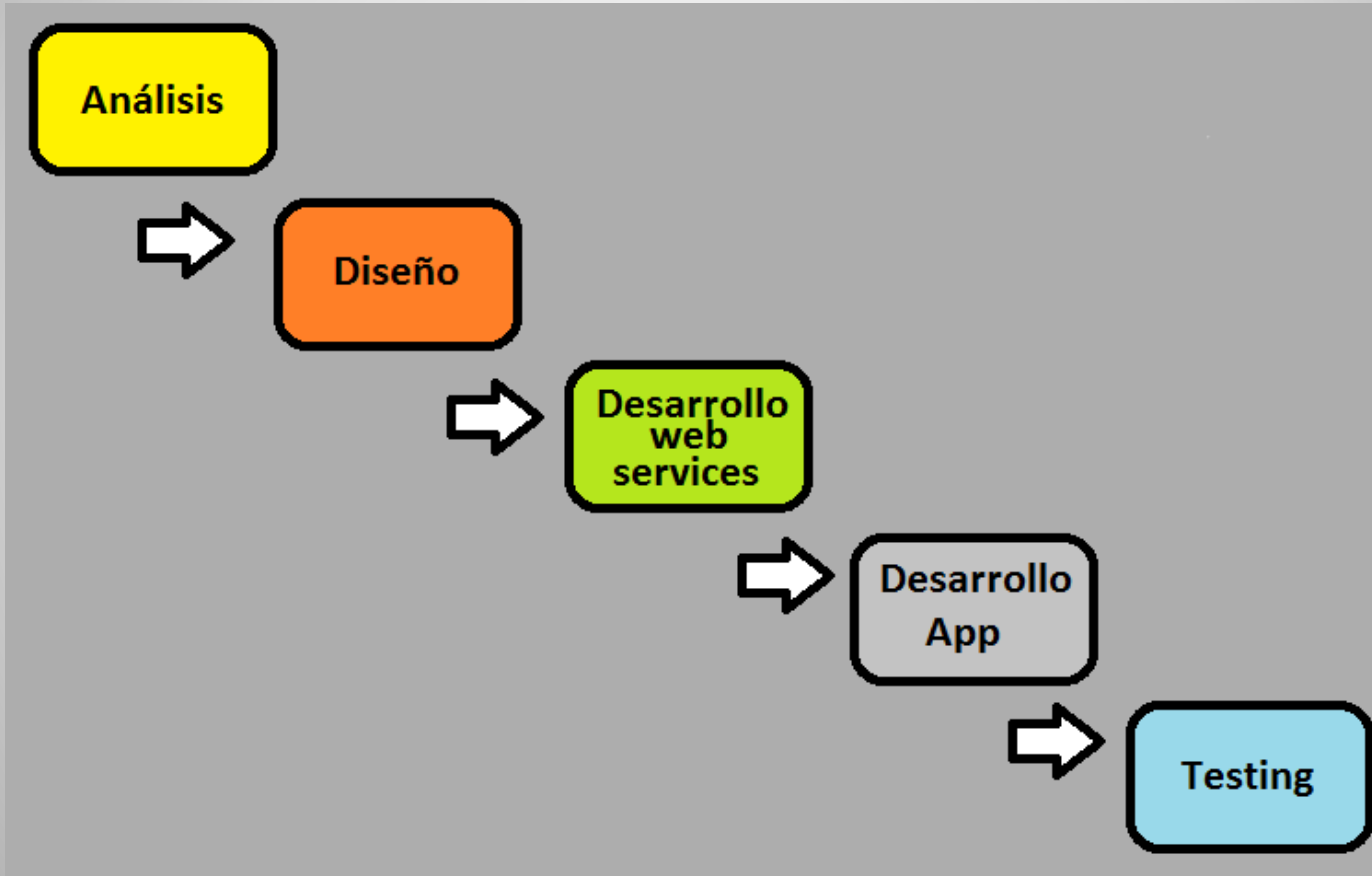 Análisis
Diseño
Desarrollo
web
services
Desarrollo
App
Testing